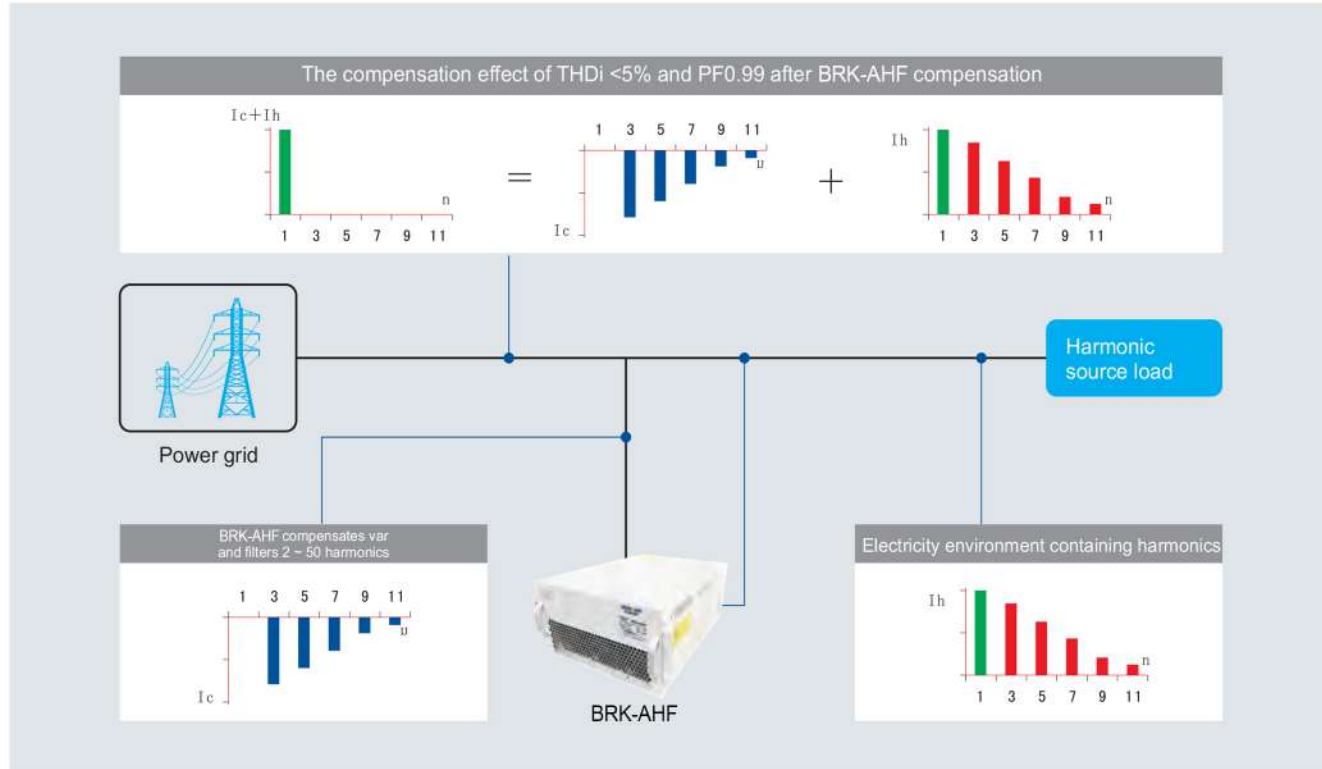 The compensation effect of THDi <5% and PF0.99 after BRK-AHF compensation
Ic+Ih
n
1 3 5 7 9 11
=
1 3 5 7 9 11
n
Ic
+
Ih
n
1 3 5 7 9 11
Power grid
Harmonic
source load
BRK-AHF compensates var
and filters 2 ~ 50 harmonics
1 3 5 7 9 11
n
Ic
BRK-AHF
Electricity environment containing harmonics
Ih
n
1 3 5 7 9 11